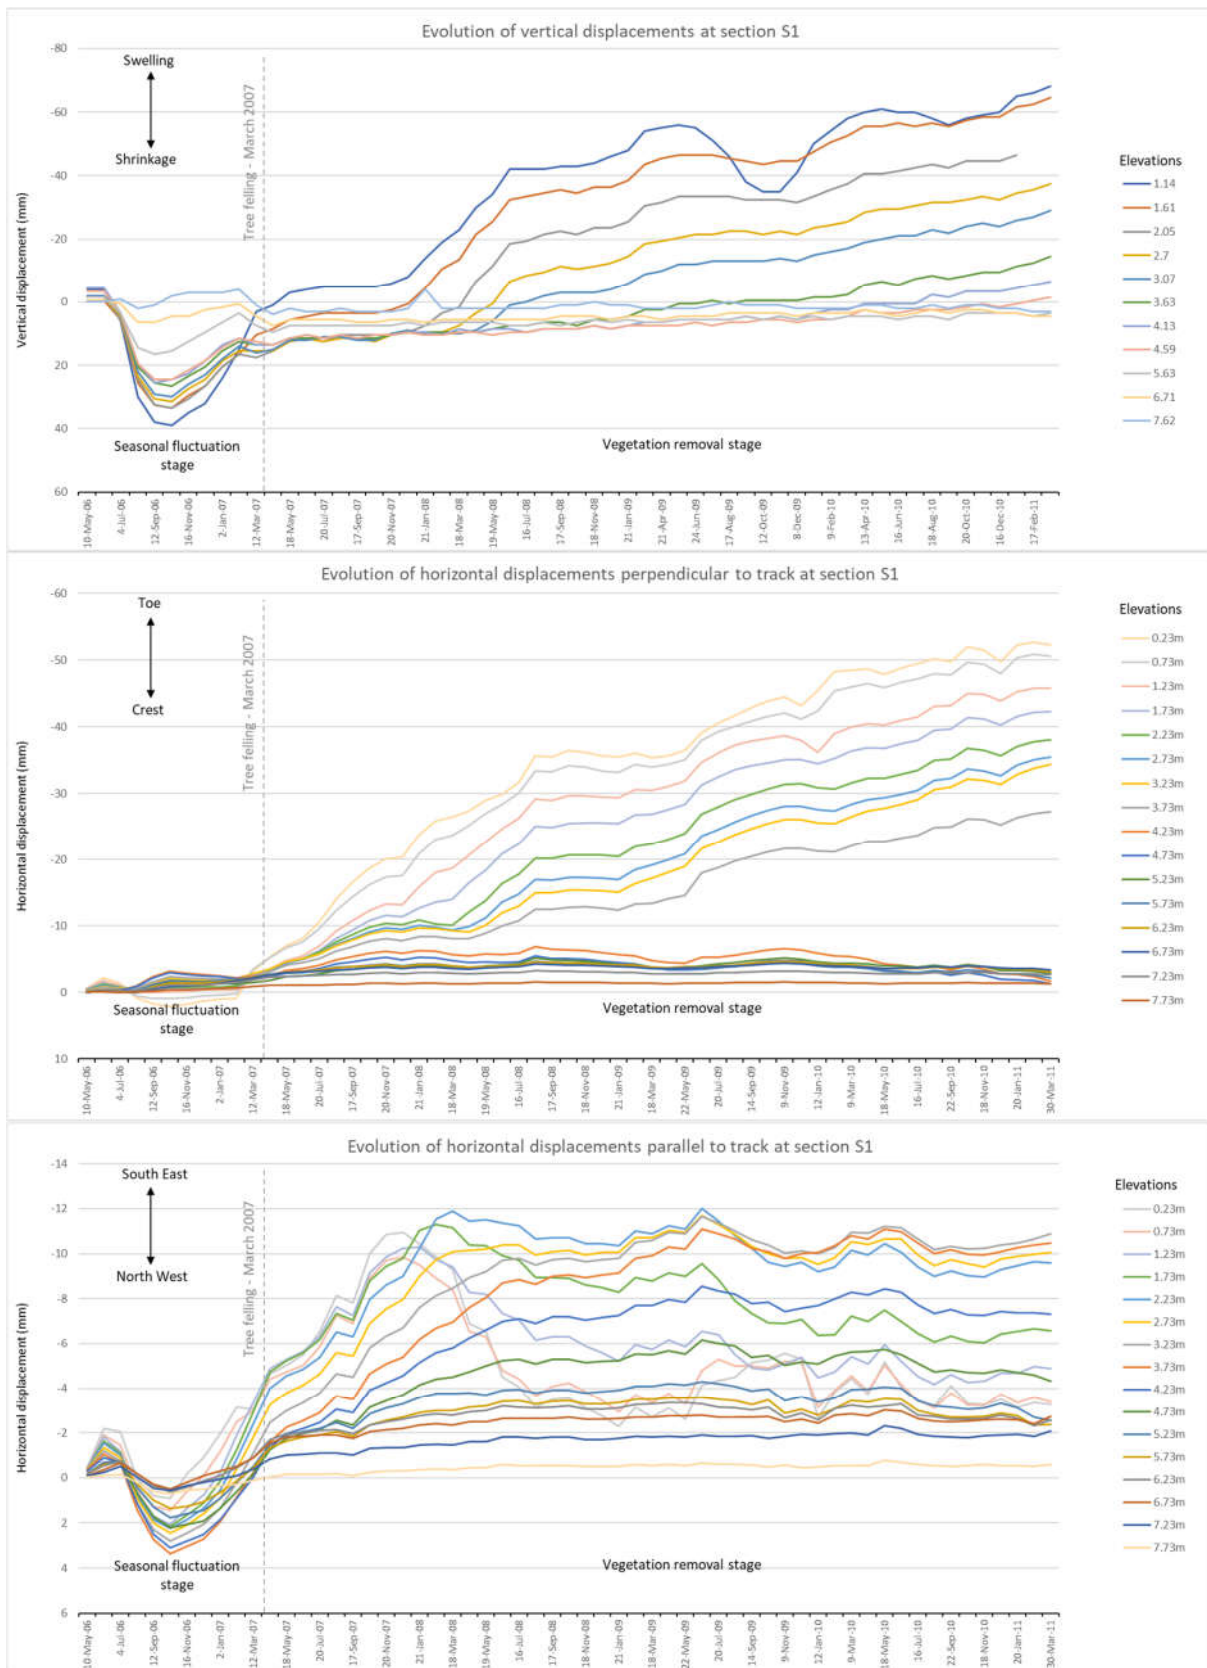 Evolution of vertical displacements at section S1
-80
-60
-40
-20
0
20
40
60
Vertical displacement (mm)
Swelling
Shrinkage
Tree felling - March 2007
Seasonal fluctuation
stage
Vegetation removal stage
10-May-06
4-Jul-06
12-Sep-06
16-Nov-06
2-Jan-07
12-Mar-07
18-May-07
20-Jul-07
17-Sep-07
20-Nov-07
21-Jan-08
18-Mar-08
19-May-08
16-Jul-08
17-Sep-08
18-Nov-08
21-Jan-09
21-Apr-09
24-Jun-09
17-Aug-09
12-Oct-09
8-Dec-09
9-Feb-10
13-Apr-10
16-Jun-10
18-Aug-10
20-Oct-10
16-Dec-10
17-Feb-11
Elevations
1.14
1.61
2.05
2.7
3.07
3.63
4.13
4.59
5.63
6.71
7.62
Evolution of horizontal displacements perpendicular to track at section S1
-60
-50
-40
-30
-20
-10
0
10
Horizontal displacement (mm)
Toe
Crest
Tree felling - March 2007
Seasonal fluctuation
stage
Vegetation removal stage
10-May-06
4-Jul-06
12-Sep-06
16-Nov-06
2-Jan-07
12-Mar-07
18-May-07
20-Jul-07
17-Sep-07
20-Nov-07
21-Jan-08
18-Mar-08
19-May-08
16-Jul-08
17-Sep-08
18-Nov-08
21-Jan-09
18-Mar-09
22-May-09
20-Jul-09
14-Sep-09
9-Nov-09
12-Jan-10
9-Mar-10
18-May-10
16-Jul-10
22-Sep-10
18-Nov-10
20-Jan-11
30-Mar-11
Elevations
0.23m
0.73m
1.23m
1.73m
2.23m
2.73m
3.23m
3.73m
4.23m
4.73m
5.23m
5.73m
6.23m
6.73m
7.23m
7.73m
Evolution of horizontal displacements parallel to track at section S1
-14
-12
-10
-8
-6
-4
-2
0
2
4
6
Horizontal displacement (mm)
South East
North West
Tree felling - March 2007
Seasonal fluctuation
stage
Vegetation removal stage
10-May-06
4-Jul-06
12-Sep-06
16-Nov-06
2-Jan-07
12-Mar-07
18-May-07
20-Jul-07
17-Sep-07
20-Nov-07
21-Jan-08
18-Mar-08
19-May-08
16-Jul-08
17-Sep-08
18-Nov-08
21-Jan-09
18-Mar-09
22-May-09
20-Jul-09
14-Sep-09
9-Nov-09
12-Jan-10
9-Mar-10
18-May-10
16-Jul-10
22-Sep-10
18-Nov-10
20-Jan-11
30-Mar-11
Elevations
0.23m
0.73m
1.23m
1.73m
2.23m
2.73m
3.23m
3.73m
4.23m
4.73m
5.23m
5.73m
6.23m
6.73m
7.23m
7.73m